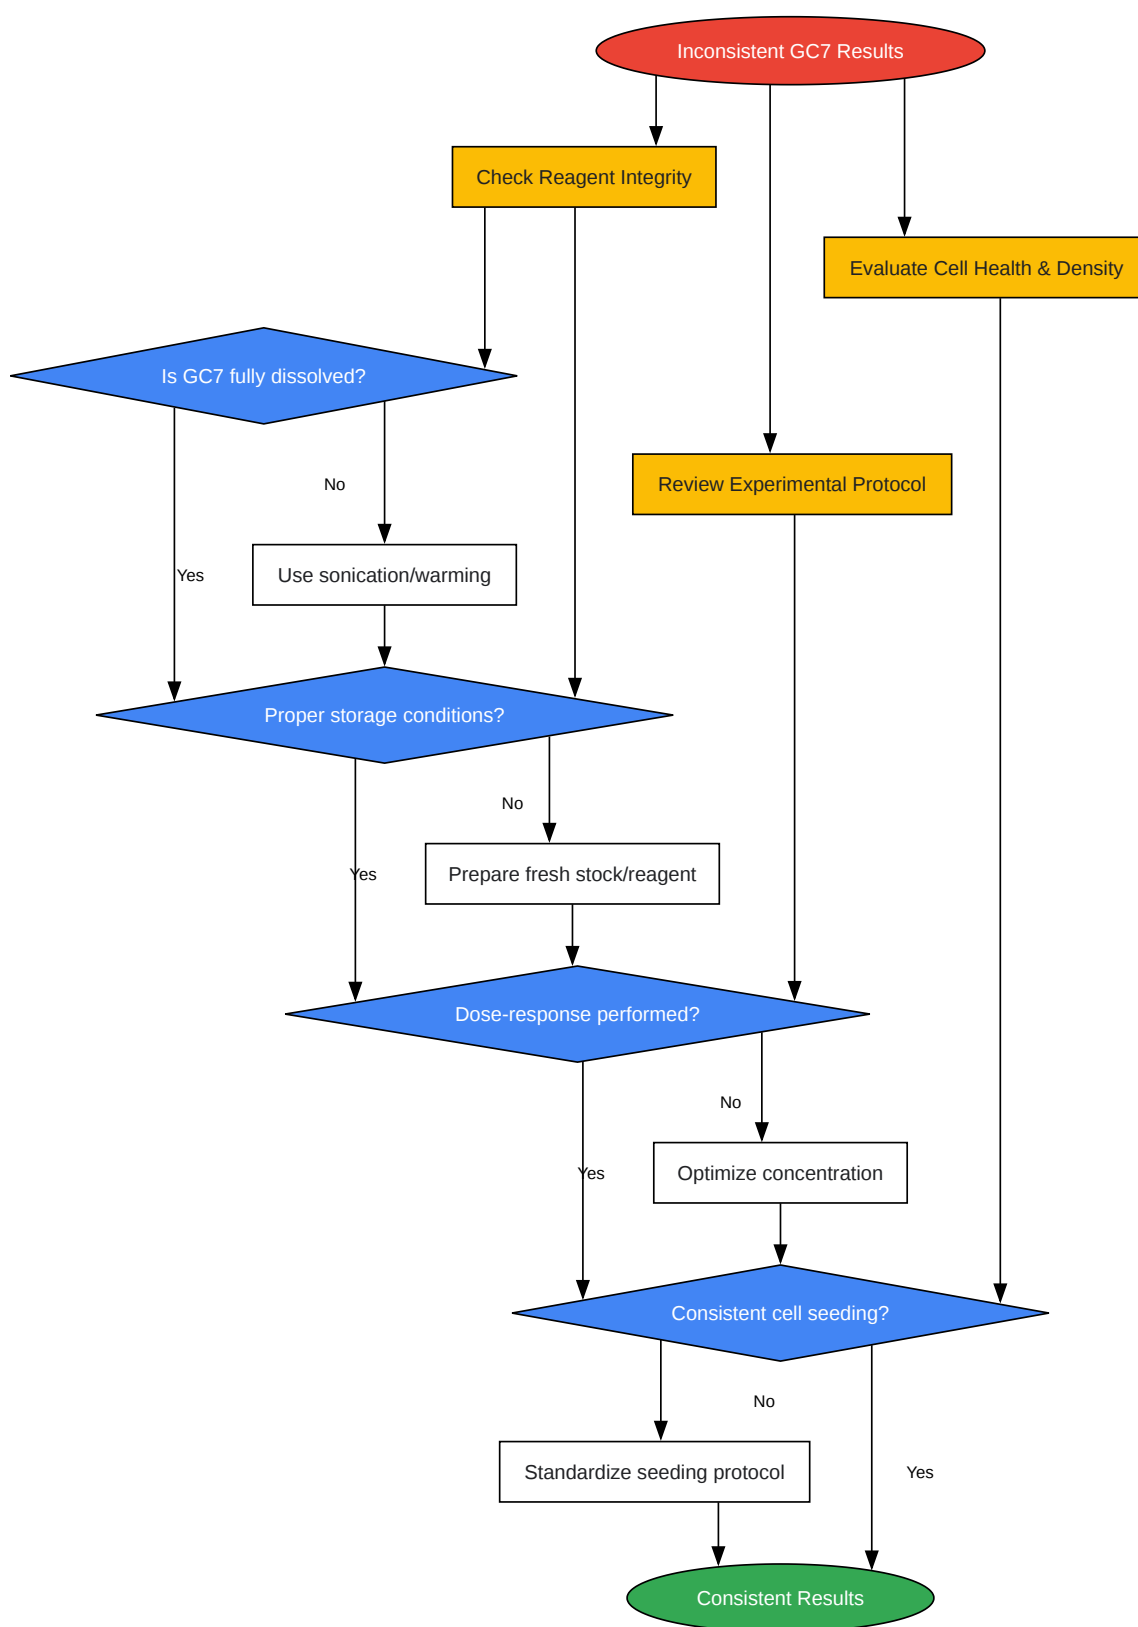 Inconsistent GC7 Results
Check Reagent Integrity
Evaluate Cell Health & Density
Is GC7 fully dissolved?
No
Review Experimental Protocol
Yes
Use sonication/warming
Proper storage conditions?
No
Yes
Prepare fresh stock/reagent
Dose-response performed?
No
Yes
Optimize concentration
Consistent cell seeding?
No
Standardize seeding protocol
Yes
Consistent Results